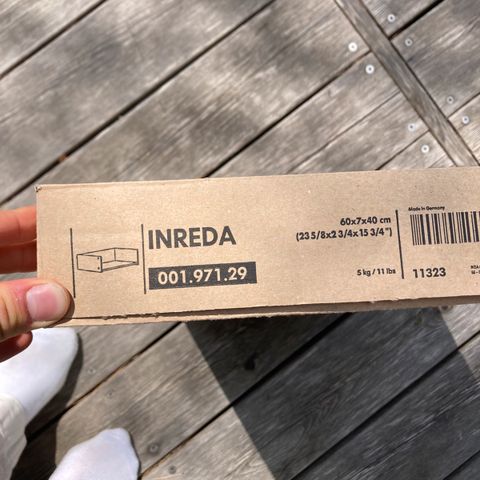 INREDA
001.971.29
60x7x40 cm
(23 5/8x2 3/4x15 3/4")
5 kg / 11 lbs
Made in Germany
11323